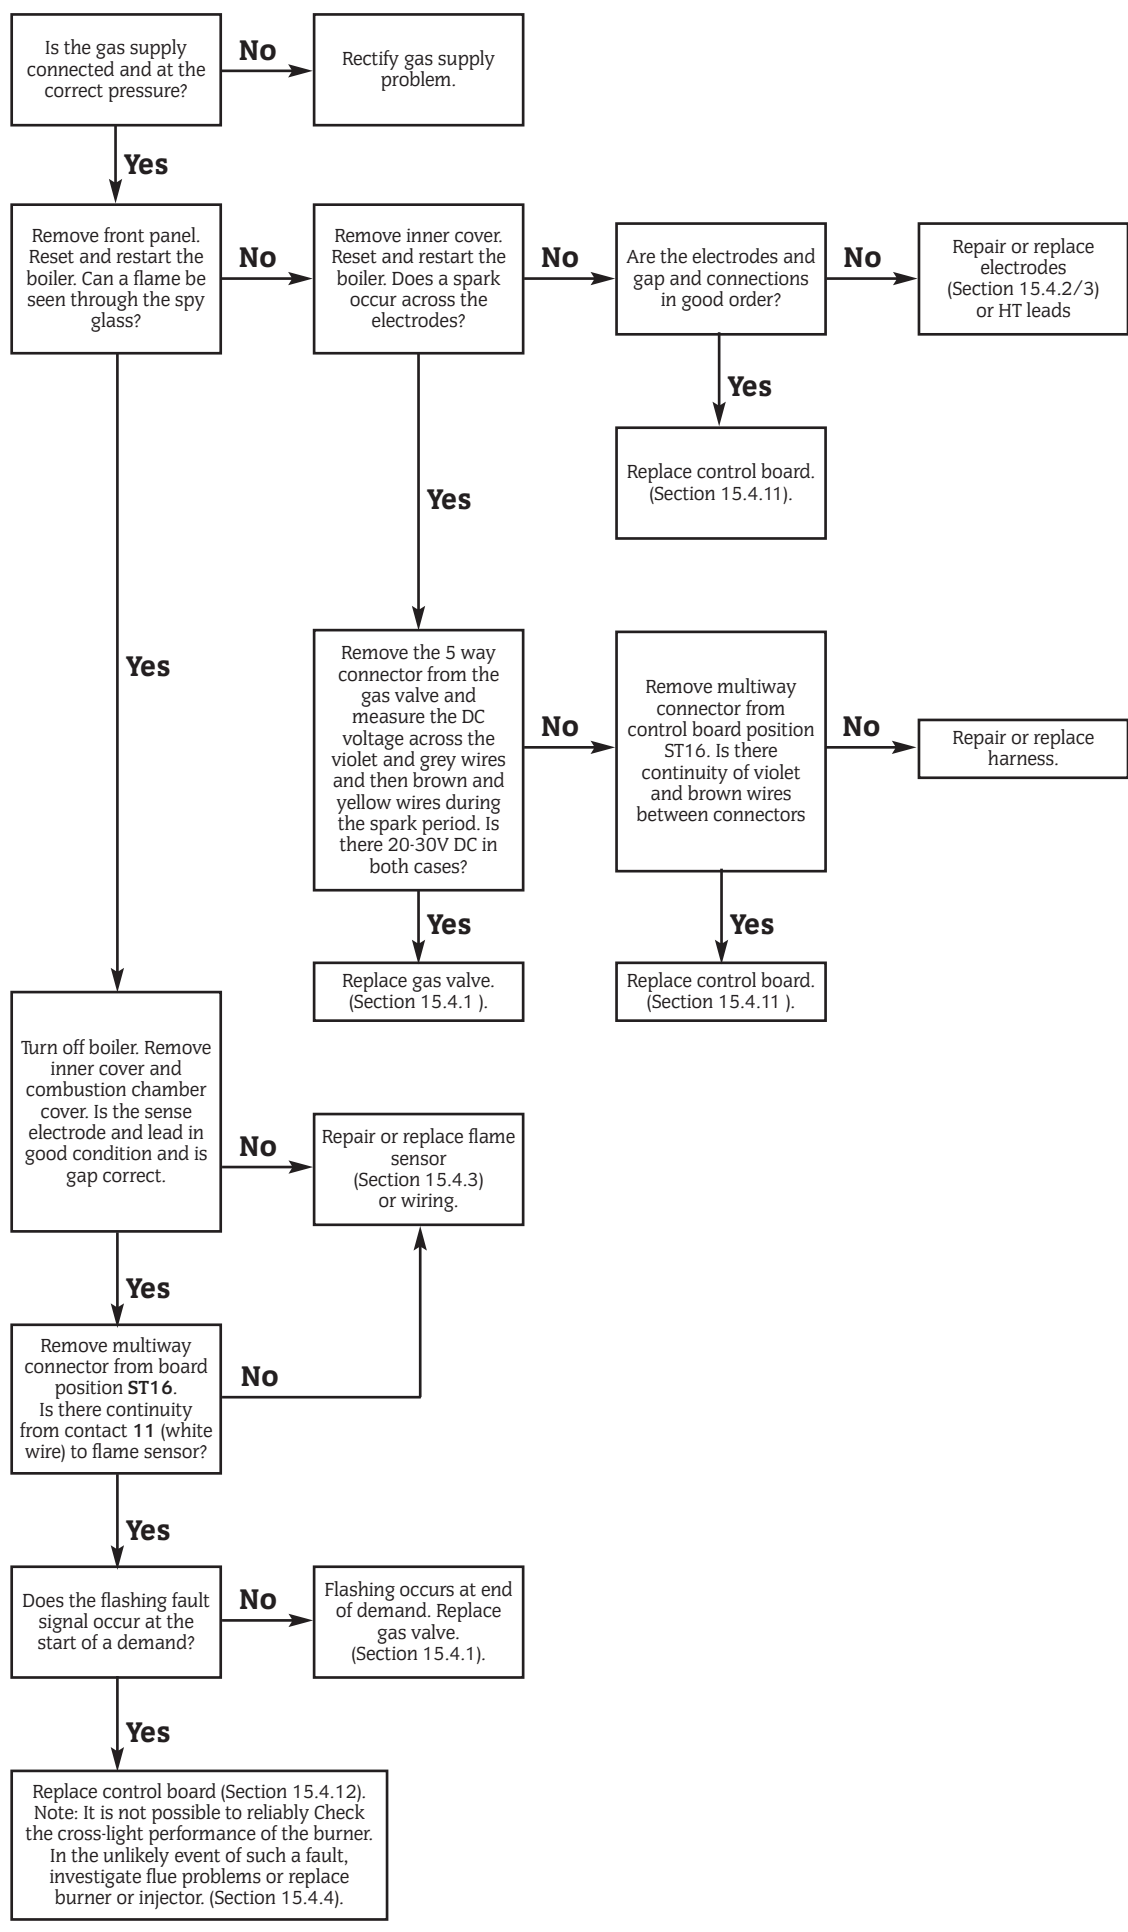 Is the gas supply
connected and at the
correct pressure?
No
Rectify gas supply
problem.
Yes
Remove front panel.
Reset and restart the
boiler. Can a flame be
seen through the spy
glass?
No
Remove inner cover.
Reset and restart the
boiler. Does a spark
occur across the
electrodes?
No
Are the electrodes and
gap and connections
in good order?
No
Repair or replace
electrodes
(Section 15.4.2/3)
or HT leads
Yes
Replace control board.
(Section 15.4.11).
Yes
Yes
Remove the 5 way
connector from the
gas valve and
measure the DC
voltage across the
violet and grey wires
and then brown and
yellow wires during
the spark period. Is
there 20-30V DC in
both cases?
No
Remove multiway
connector from
control board position
ST16. Is there
continuity of violet
and brown wires
between connectors
No
Repair or replace
harness.
Yes
Replace gas valve.
(Section 15.4.1 ).
Yes
Replace control board.
(Section 15.4.11 ).
Turn off boiler. Remove
inner cover and
combustion chamber
cover. Is the sense
electrode and lead in
good condition and is
gap correct.
No
Repair or replace flame
sensor
(Section 15.4.3)
or wiring.
Yes
Remove multiway
connector from board
position ST16.
Is there continuity
from contact 11 (white
wire) to flame sensor?
No
Yes
Does the flashing fault
signal occur at the
start of a demand?
No
Flashing occurs at end
of demand. Replace
gas valve.
(Section 15.4.1).
Yes
Replace control board (Section 15.4.12).
Note: It is not possible to reliably Check
the cross-light performance of the burner.
In the unlikely event of such a fault,
investigate flue problems or replace
burner or injector. (Section 15.4.4).